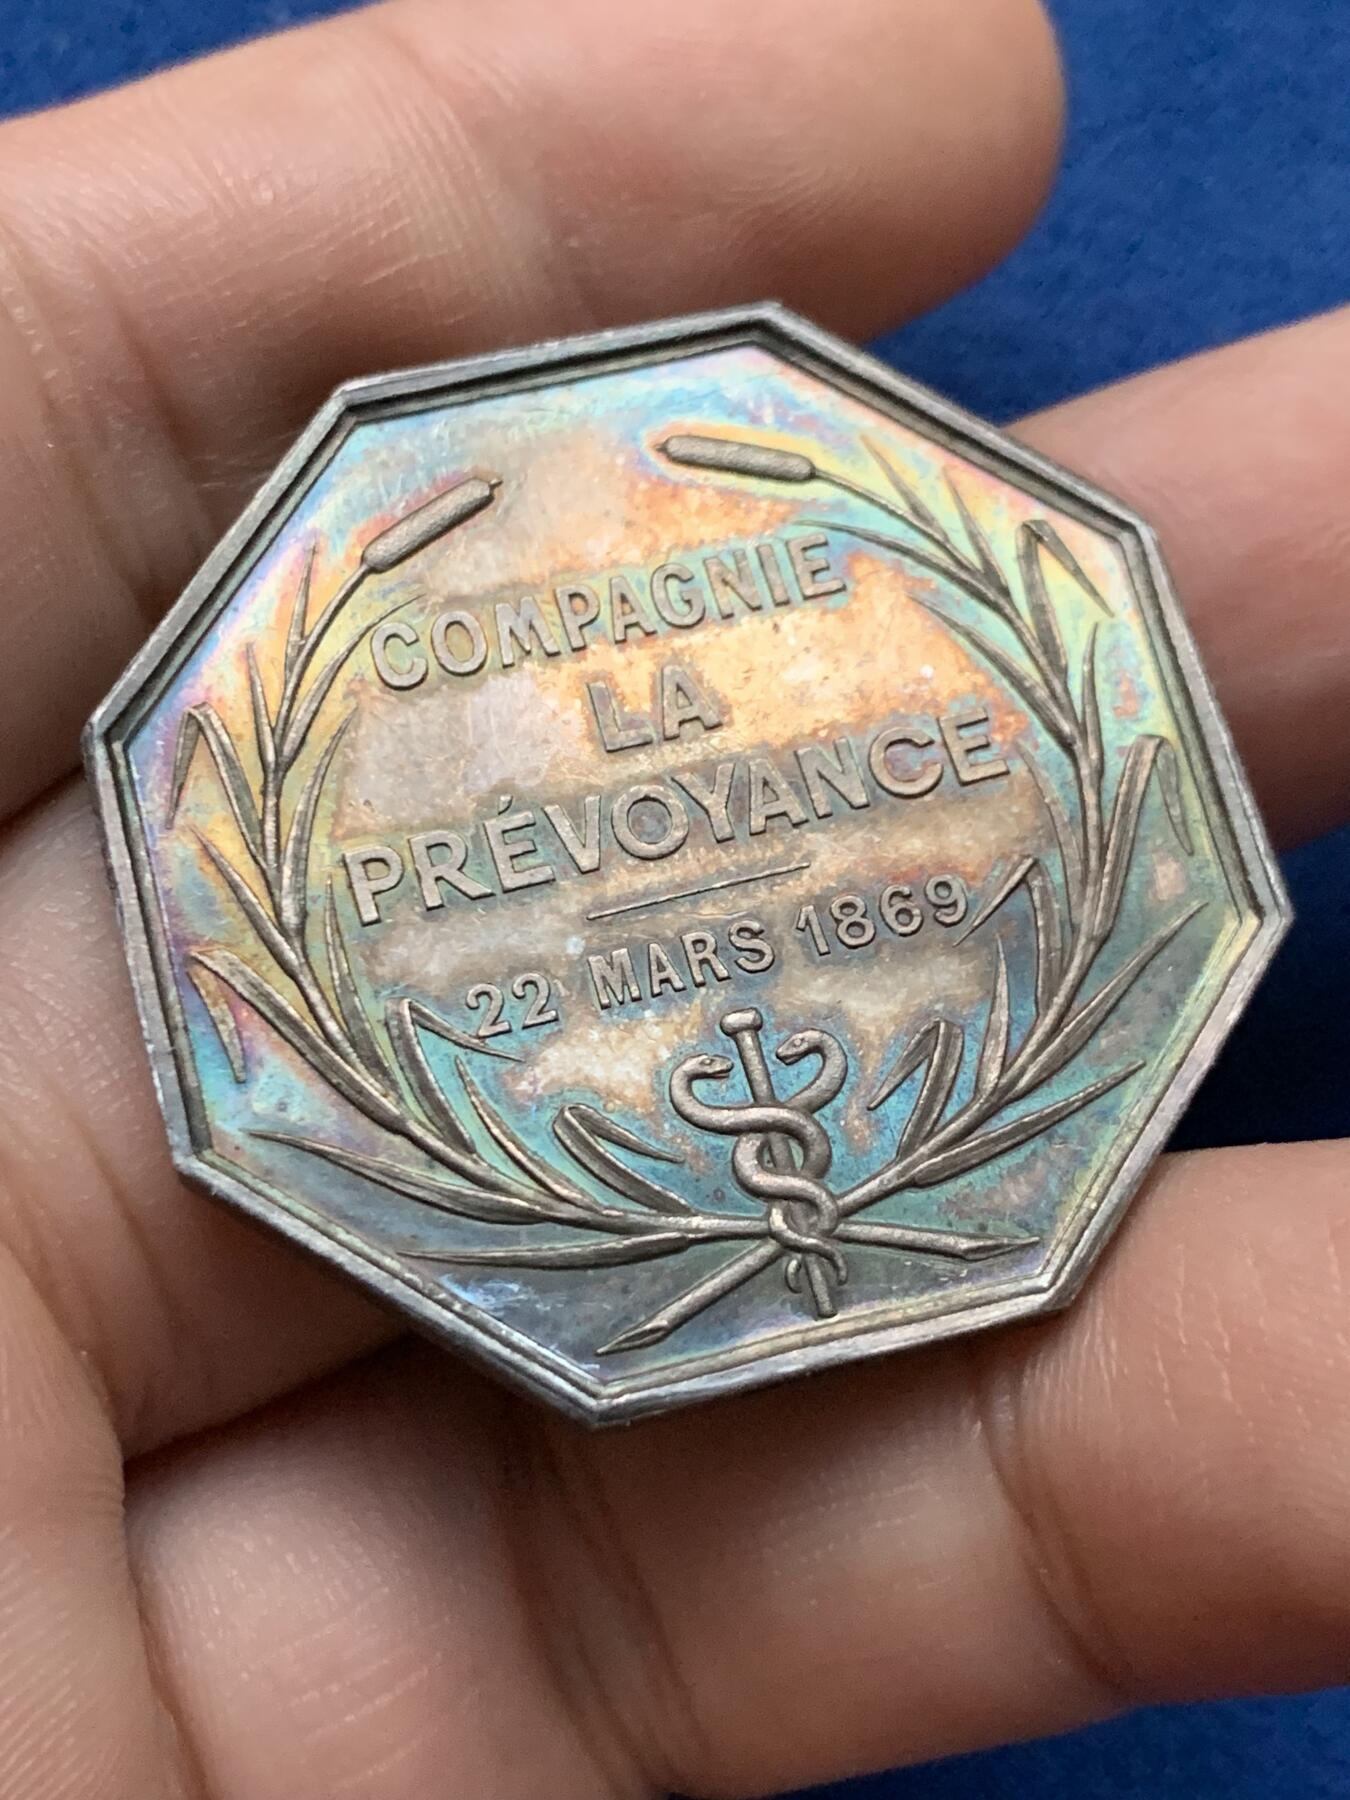 COMPAGNIE
LA
PRÉVOYANCE
22 MARS 1869